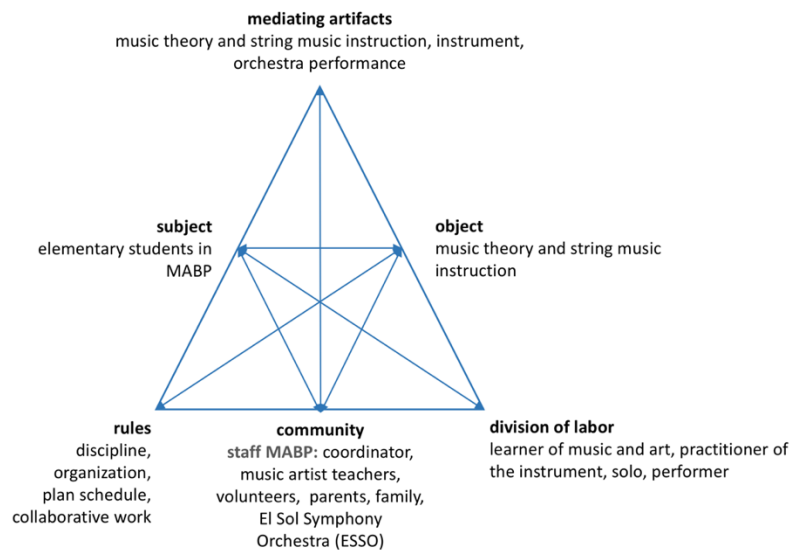 mediating artifacts
music theory and string music instruction, instrument,
orchestra performance
subject
elementary students in
MABP
object
music theory and string music
instruction
rules
discipline,
organization,
plan schedule,
collaborative work
community
staff MABP: coordinator,
music artist teachers,
volunteers, parents, family,
El Sol Symphony
Orchestra (ESSO)
division of labor
learner of music and art, practitioner of
the instrument, solo, performer